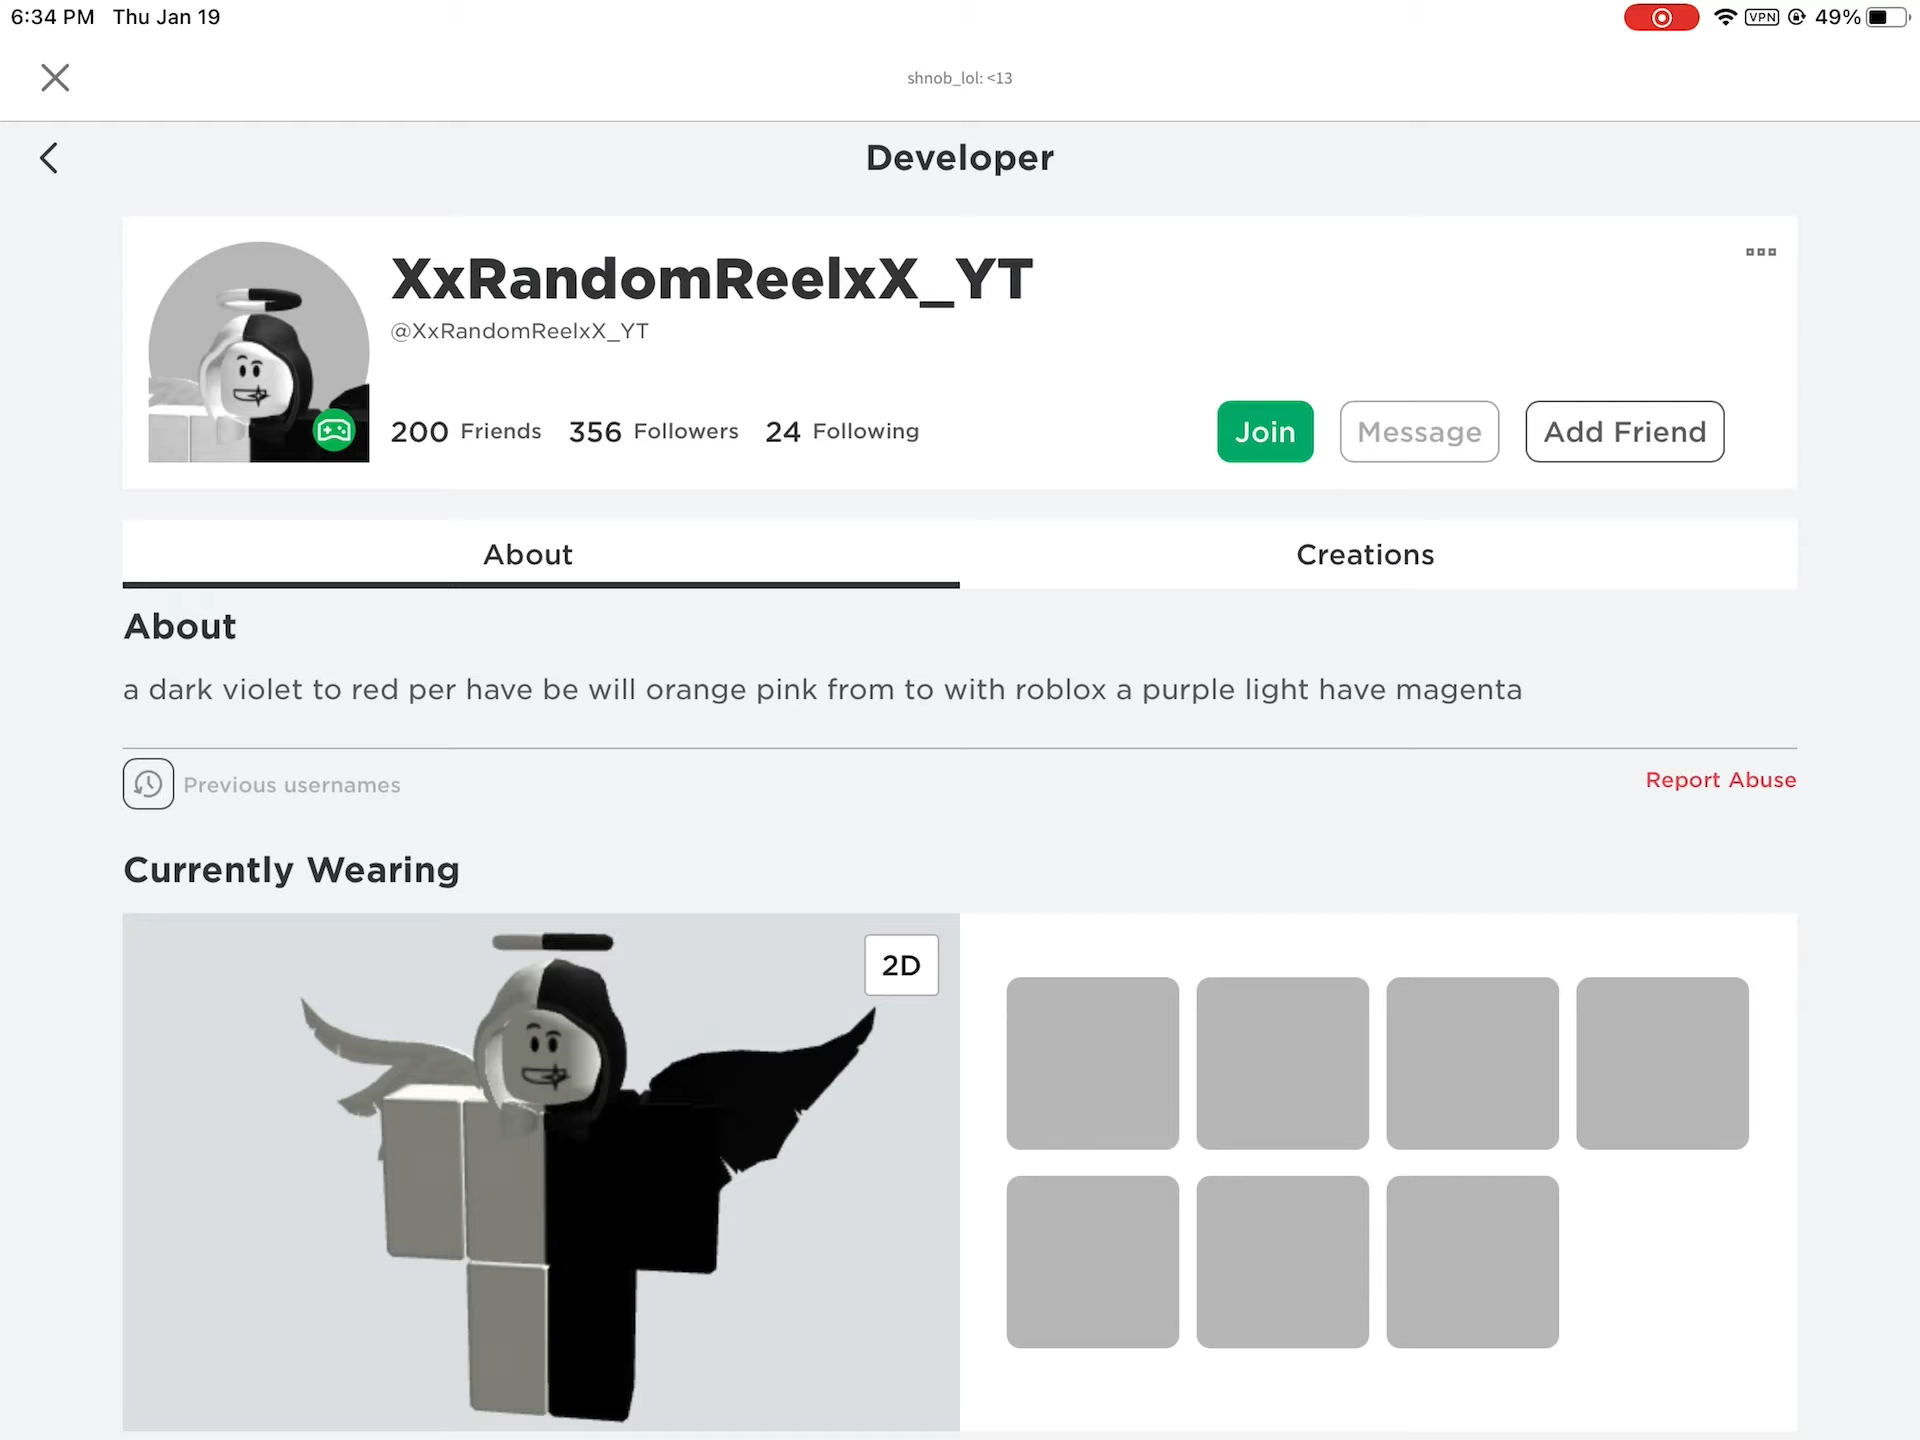 6:34 PM Thu Jan 19
VPN 49%
shnob_lol: <13
Developer
XxRandomReelxX_YT
@XxRandomReelxX_YT
200 Friends 356 Followers 24 Following
Join Message Add Friend
About Creations
About
a dark violet to red per have be will orange pink from to with roblox a purple light have magenta
Previous usernames Report Abuse
Currently Wearing
2D